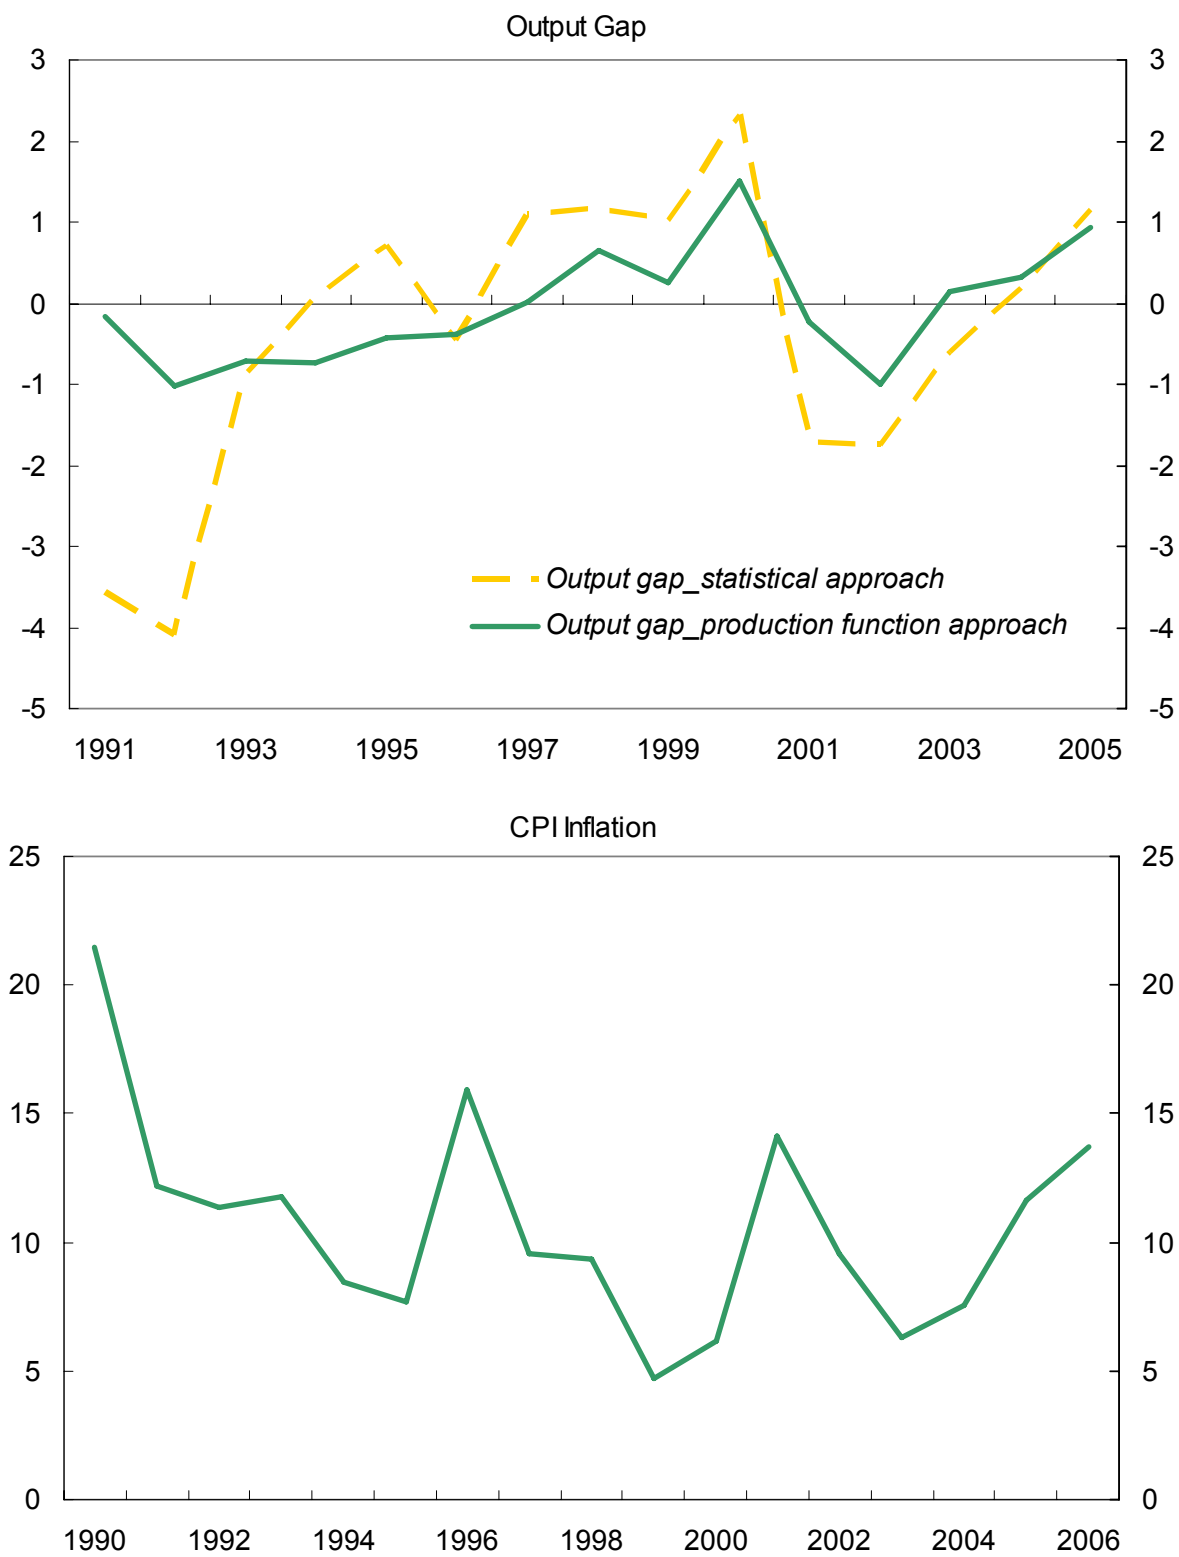 Output Gap
3 3
2 2
1 1
0 0
-1 -1
-2 -2
-3 -3
Output gap_statistical approach
Output gap_production function approach
-4 -4
-5 -5
1991 1993 1995 1997 1999 2001 2003 2005
CPI Inflation
25 25
20 20
15 15
10 10
5 5
0 0
1990 1992 1994 1996 1998 2000 2002 2004 2006